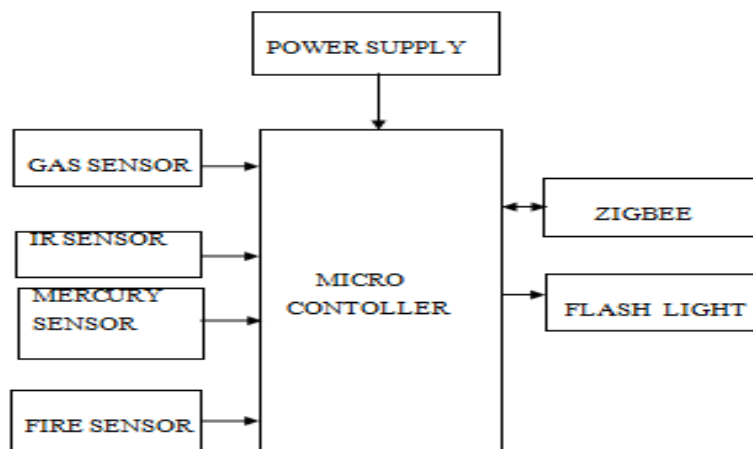 POWER SUPPLY
GAS SENSOR
IR SENSOR
MERCURY
SENSOR
FIRE SENSOR
MICRO
CONTOLLER
ZIGBEE
FLASH LIGHT